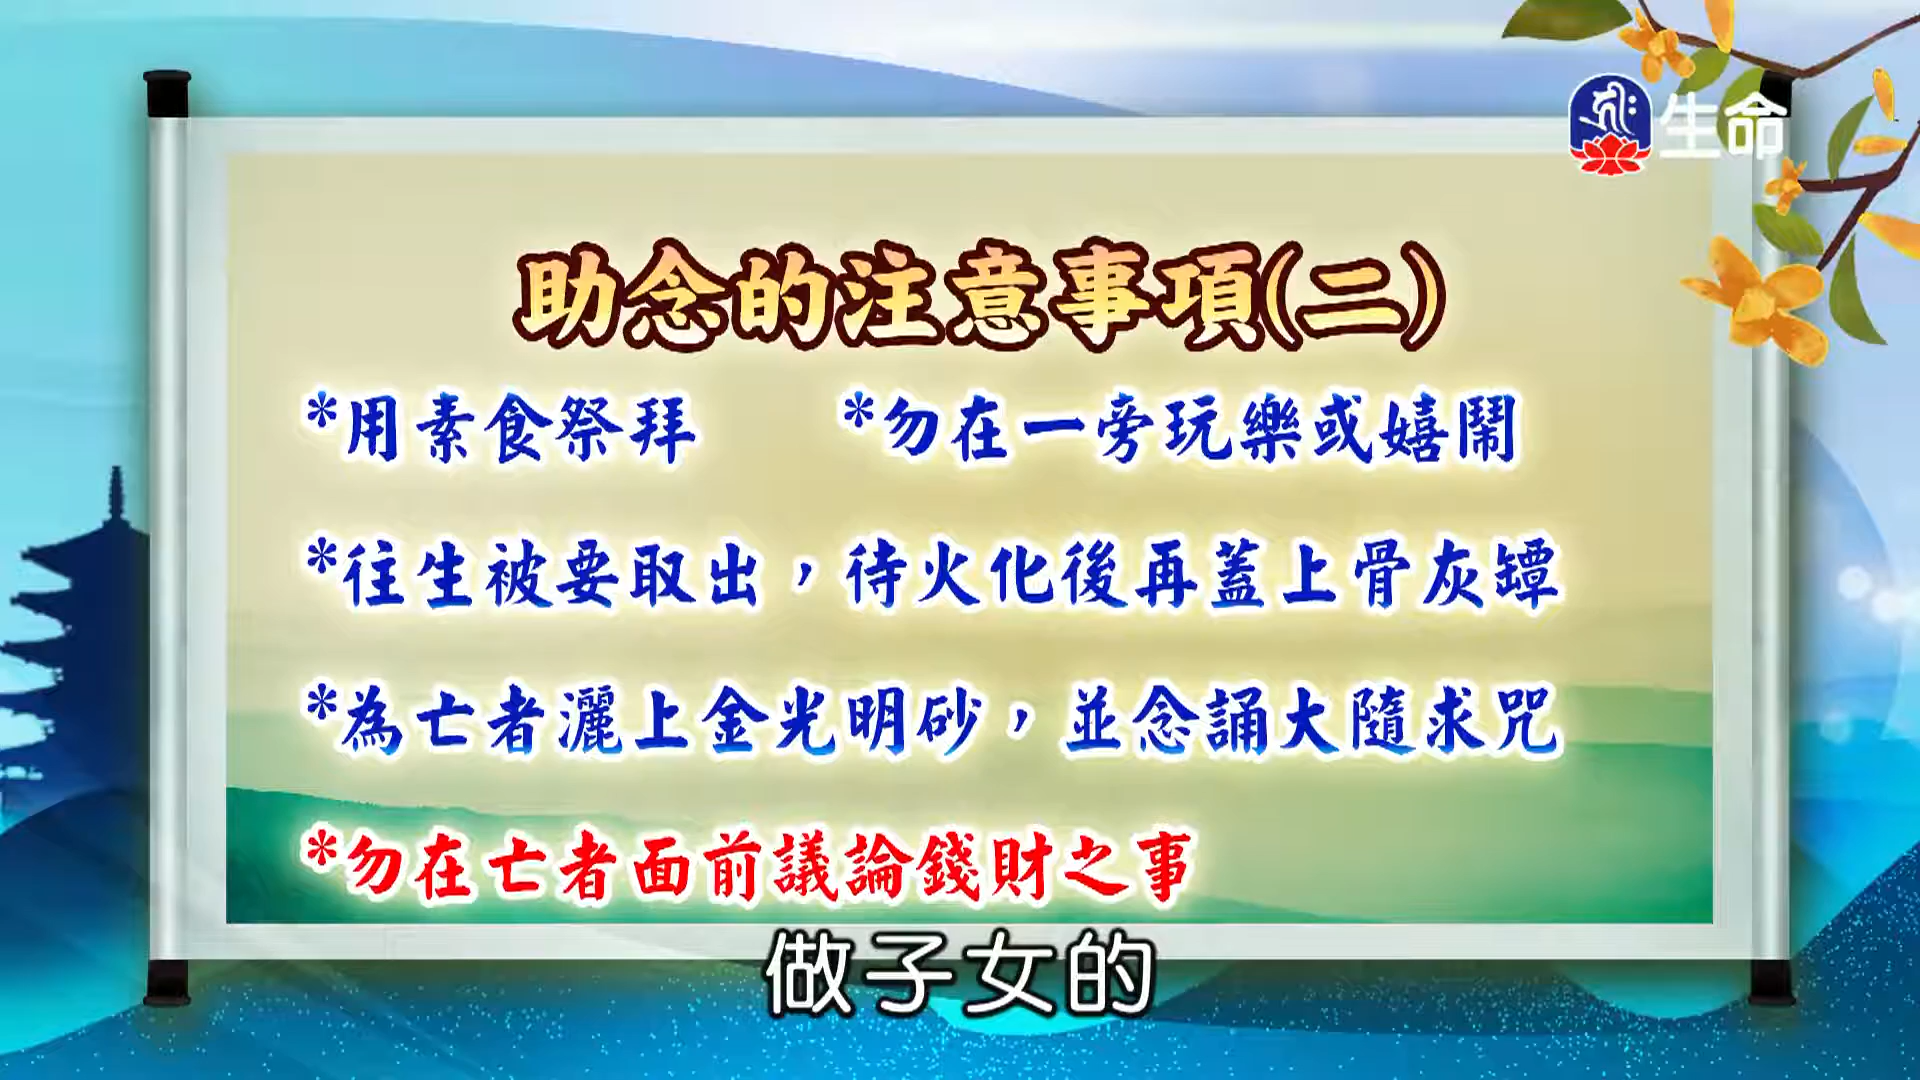 生命
助念的注意事項(二)
*用素食祭拜 *勿在一旁玩樂或嬉鬧
*往生被要取出，待火化後再蓋上骨灰罈
*為亡者灑上金光明砂，並念誦大隨求咒
*勿在亡者面前議論錢財之事
做子女的